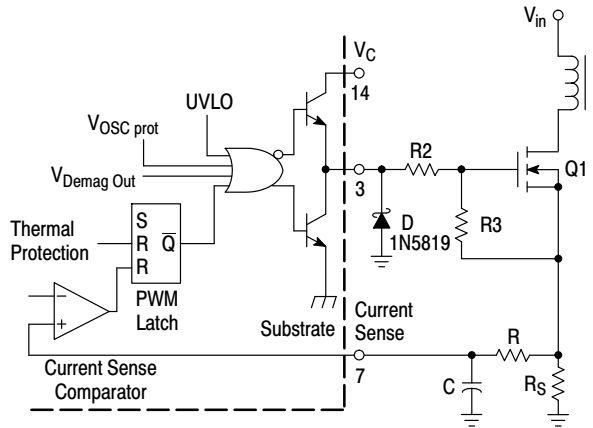 Vin
VC
14
UVLO
VOSC prot
VDemag Out
3
R2
Q1
D
1N5819
R3
Thermal
Protection
S
R Q̅
R
PWM
Latch
Substrate
Current
Sense
7
R
C
RS
Current Sense
Comparator